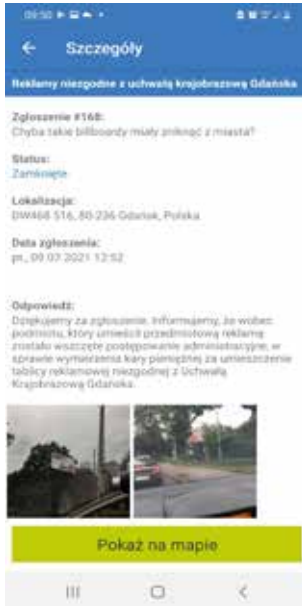 09:50
Szczegóły
Reklamy niezgodne z uchwałą krajobrazową Gdańska
Zgłoszenie #168:
Chyba takie billboardy miały zniknąć z miasta?
Status:
Zamknięte
Lokalizacja:
DW468 516, 80-236 Gdańsk, Polska
Data zgłoszenia:
pt., 09.07.2021 12:52
Odpowiedź:
Dziękujemy za zgłoszenie. Informujemy, że wobec
podmiotu, który umieścił przedmiotową reklamę
zostało wszczęte postępowanie administracyjne, w
sprawie wymierzenia kary pieniężnej za umieszczenie
tablicy reklamowej niezgodnej z Uchwałą
Krajobrazową Gdańska.
Pokaż na mapie